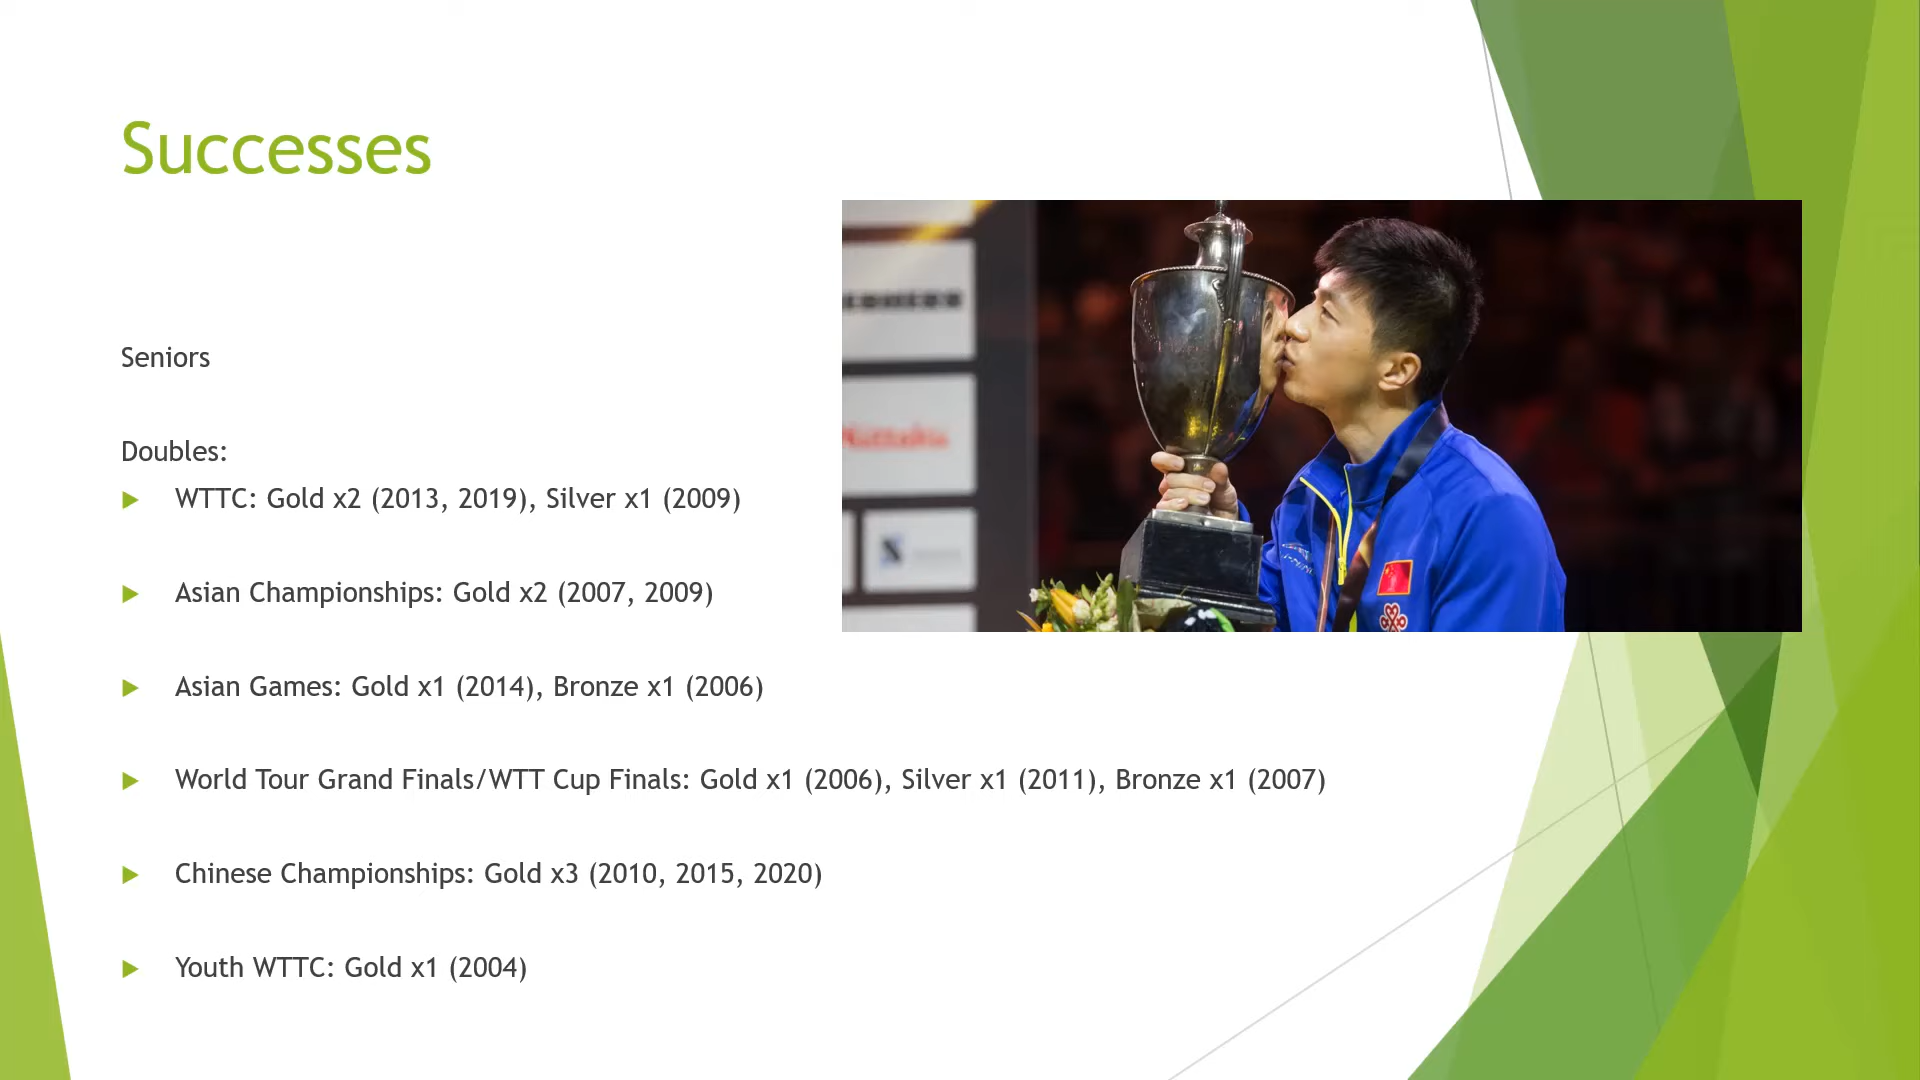 Successes
Seniors
Doubles:
WTTC: Gold x2 (2013, 2019), Silver x1 (2009)
Asian Championships: Gold x2 (2007, 2009)
Asian Games: Gold x1 (2014), Bronze x1 (2006)
World Tour Grand Finals/WTT Cup Finals: Gold x1 (2006), Silver x1 (2011), Bronze x1 (2007)
Chinese Championships: Gold x3 (2010, 2015, 2020)
Youth WTTC: Gold x1 (2004)